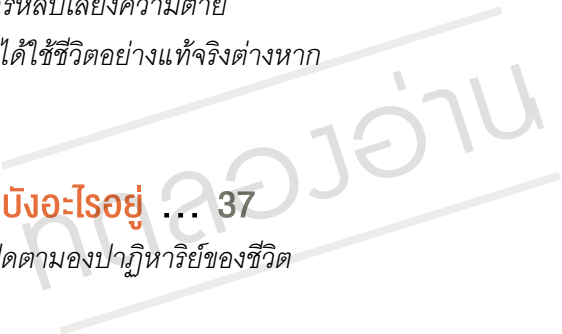 รหลบเลี่ยงความตาย
ได้ใช้ชีวิตอย่างแท้จริงต่างหาก
ทดลองอ่าน
บังอะไรอยู่ ... 37
ดตามองปาฏิหาริย์ของชีวิต